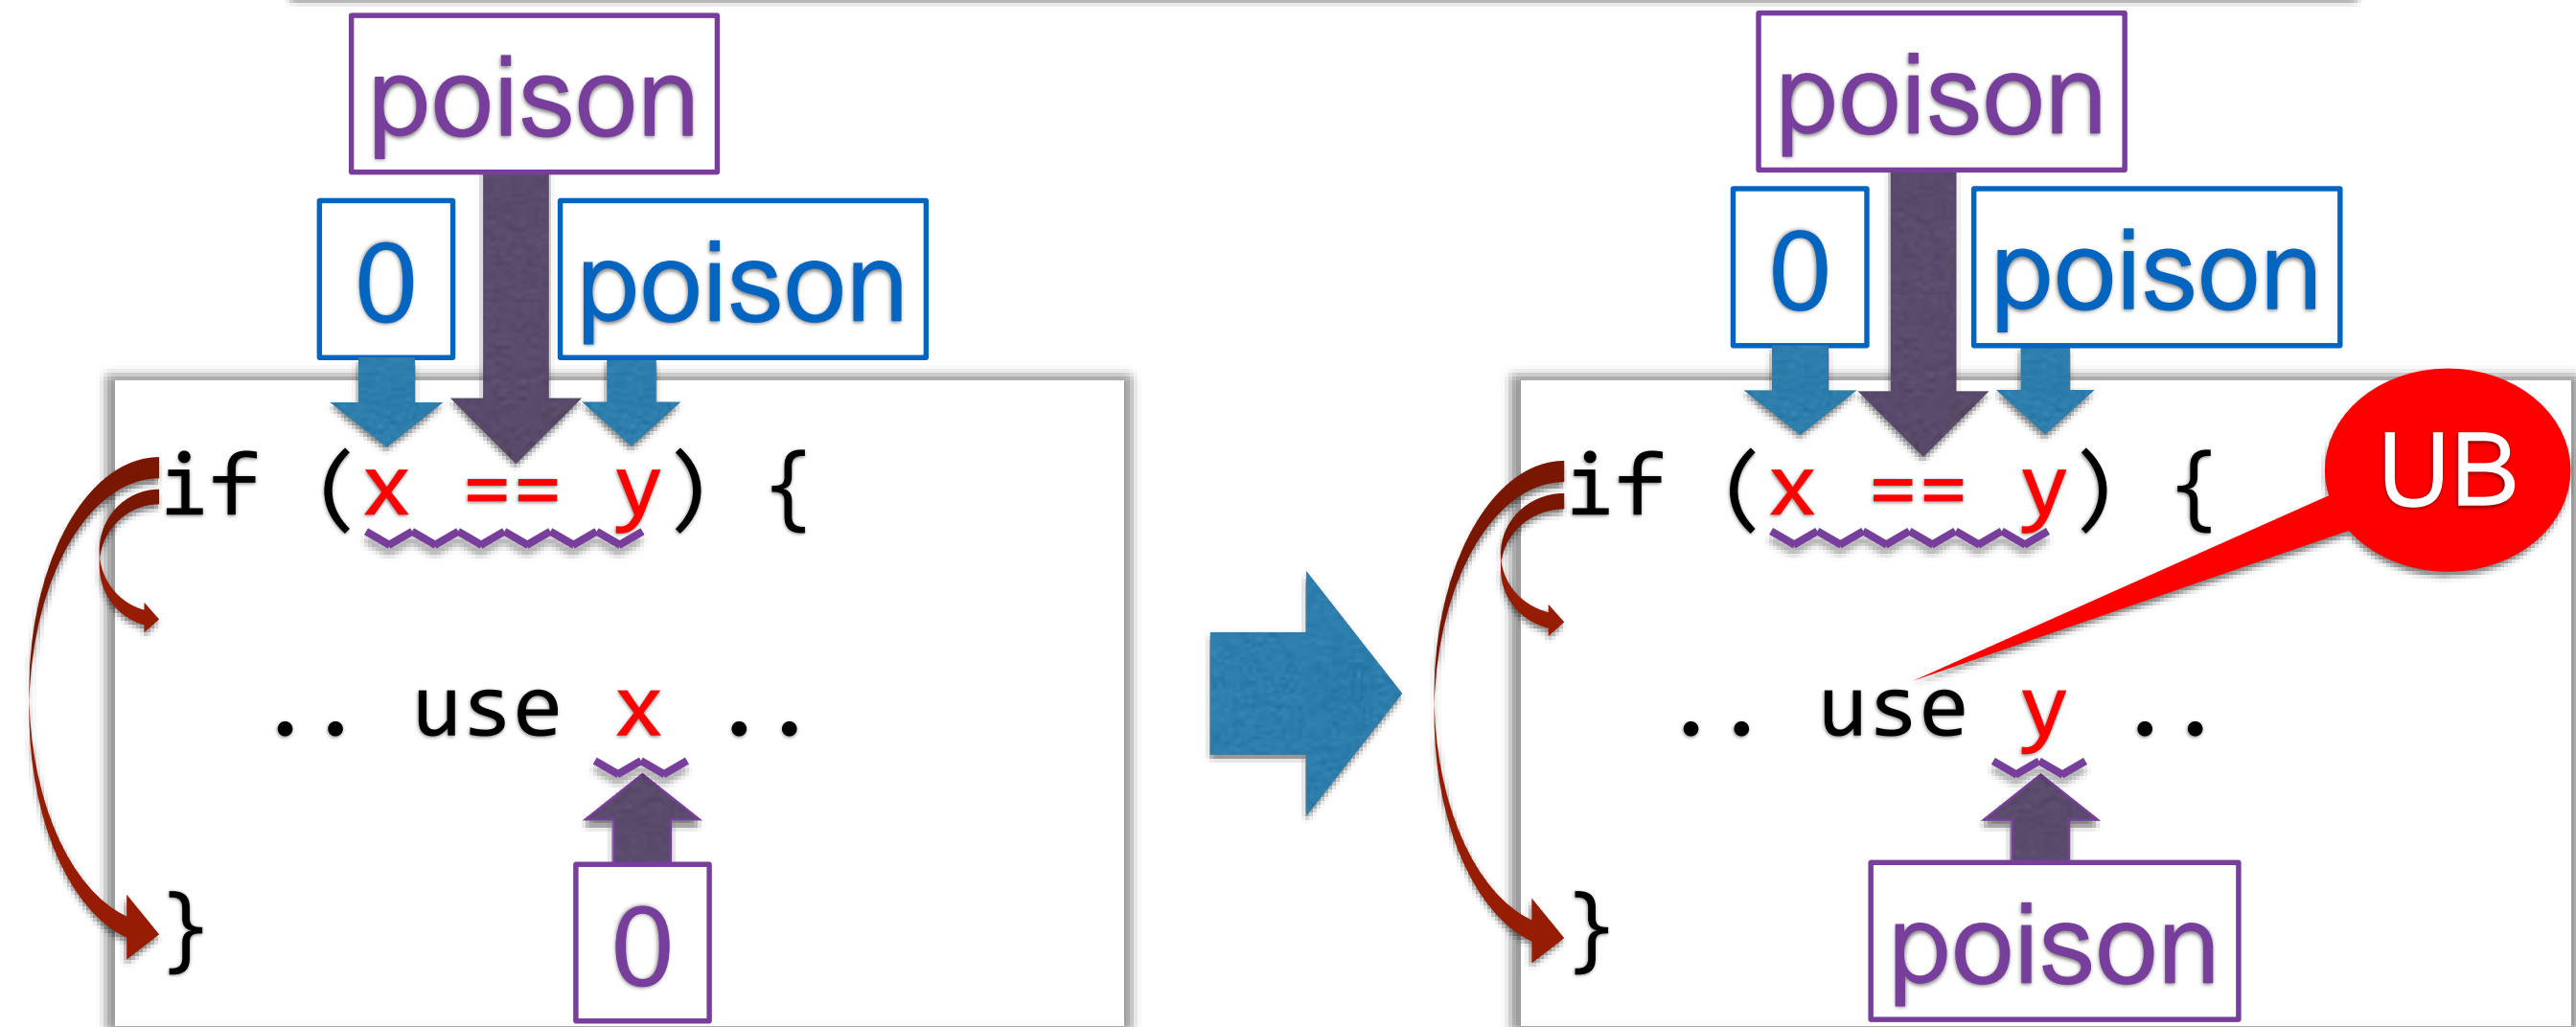 poison
0 poison
if (x == y) {
.. use x ..
0
}
poison
0 poison
if (x == y) {
UB
.. use y ..
poison
}